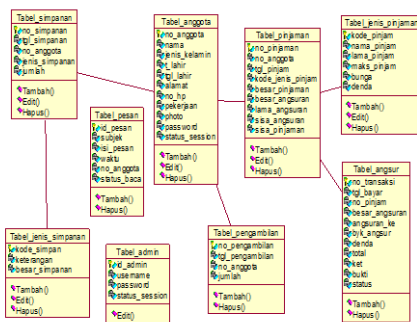 Tabel_simpanan
no_simpanan
tgl_simpanan
no_anggota
jenis_simpanan
jumlah
Tambah()
Edit()
Hapus()
Tabel_anggota
no_anggota
nama
jenis_kelamin
t_lahir
tgl_lahir
alamat
no_hp
pekerjaan
photo
password
status_session
Tambah()
Edit()
Hapus()
Tabel_pinjaman
no_pinjaman
no_anggota
tgl_pinjam
kode_jenis_pinjam
besar_pinjam
besar_angsuran
lama_angsuran
sisa_angsuran
sisa_pinjaman
Tambah()
Edit()
Hapus()
Tabel_jenis_pinjaman
kode_pinjam
nama_pinjam
lama_pinjam
maks_pinjam
bunga
denda
Tambah()
Edit()
Hapus()
Tabel_pesan
id_pesan
subjek
isi_pesan
waktu
no_anggota
status_baca
Tambah()
Hapus()
Tabel_angsur
no_transaksi
tgl_bayar
no_pinjam
besar_angsuran
angsuran_ke
byk_angsur
denda
total
ket
bukti
status
Tambah()
Edit()
Hapus()
Tabel_jenis_simpanan
kode_simpan
keterangan
besar_simpanan
Tambah()
Edit()
Hapus()
Tabel_admin
id_admin
username
password
status_session
Edit()
Tabel_pengambilan
no_pengambilan
tgl_pengambilan
no_anggota
jumlah
Tambah()
Hapus()